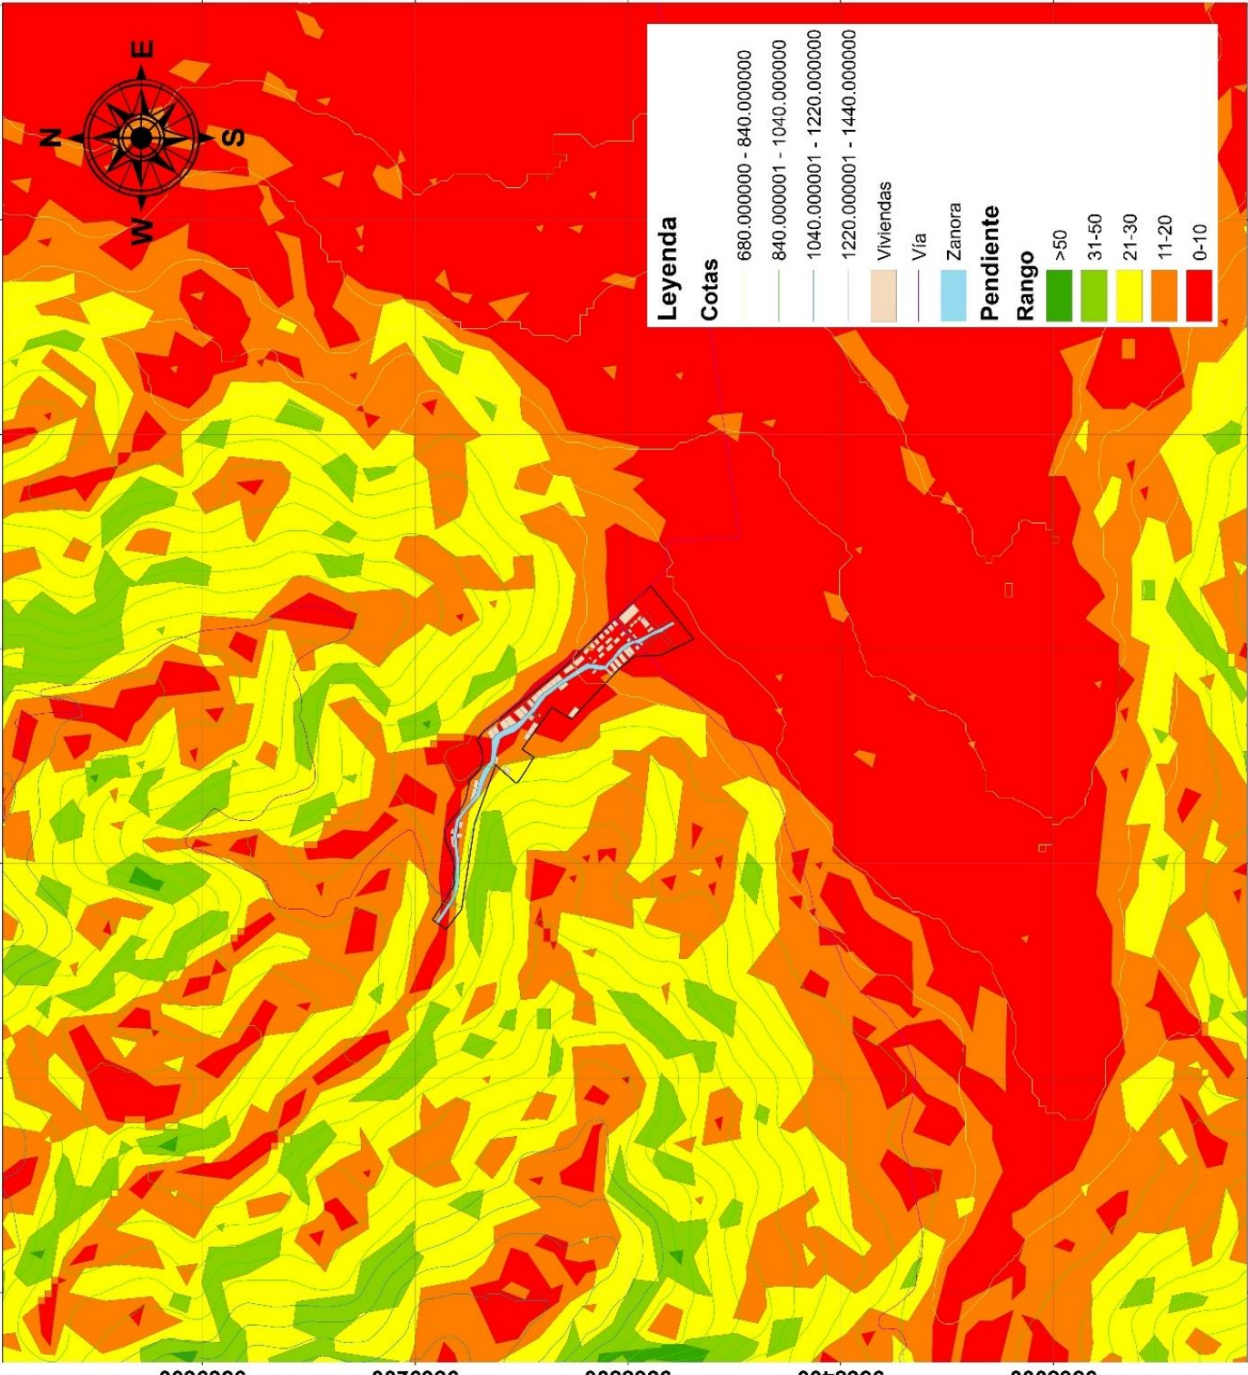 N
E
W
S
Leyenda
Cotas
680.000000 - 840.000000
840.000001 - 1040.000000
1040.000001 - 1220.000000
1220.000001 - 1440.000000
Viviendas
Vía
Zanora
Pendiente
Rango
>50
31-50
21-30
11-20
0-10